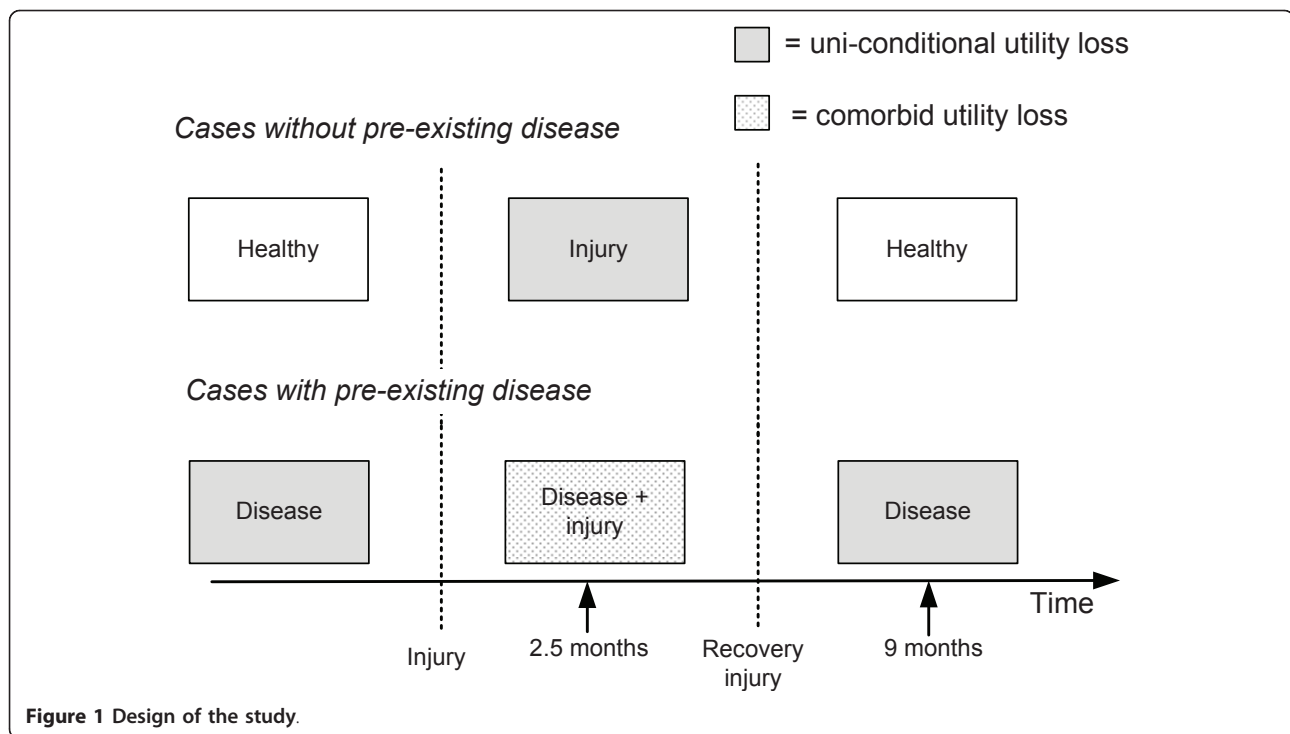 = uni-conditional utility loss
= comorbid utility loss
Cases without pre-existing disease
Healthy
Injury
Healthy
Cases with pre-existing disease
Disease
Disease +
injury
Disease
Time
Injury
2.5 months
Recovery
injury
9 months
Figure 1 Design of the study.